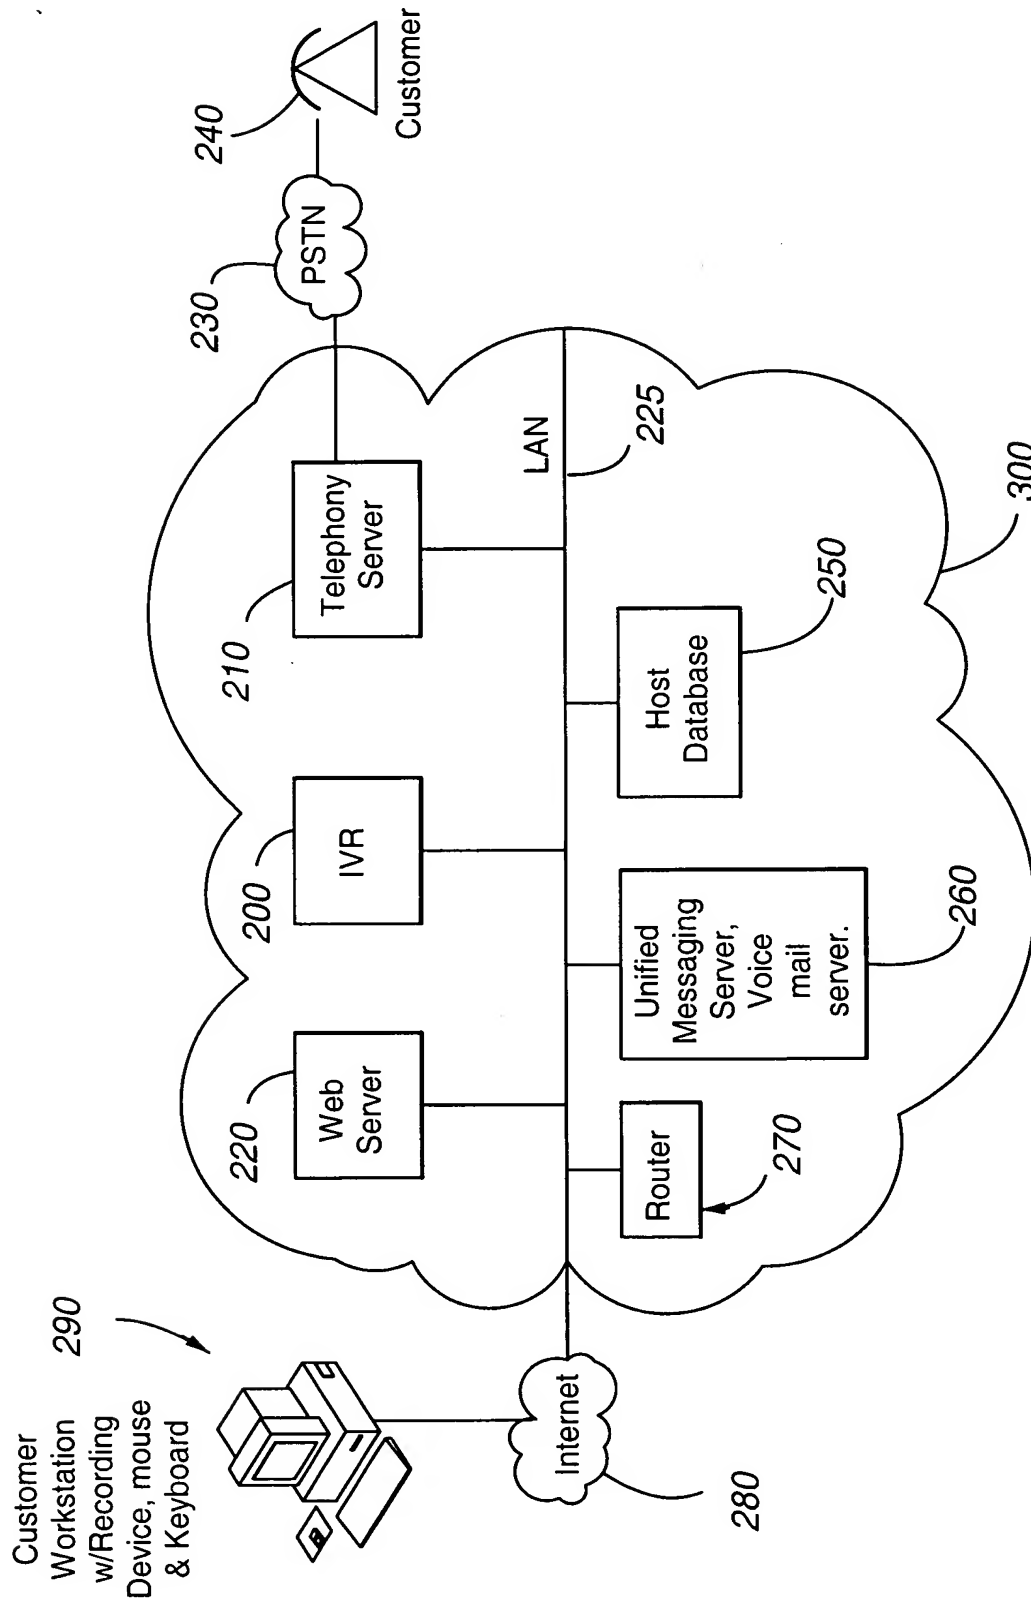 Customer
Workstation
w/Recording
Device, mouse
& Keyboard
290
220
Web
Server
200
IVR
210
Telephony
Server
230
PSTN
240
Customer
LAN
225
Internet
280
Router
270
Unified
Messaging
Server,
Voice
mail
server.
260
Host
Database
250
300